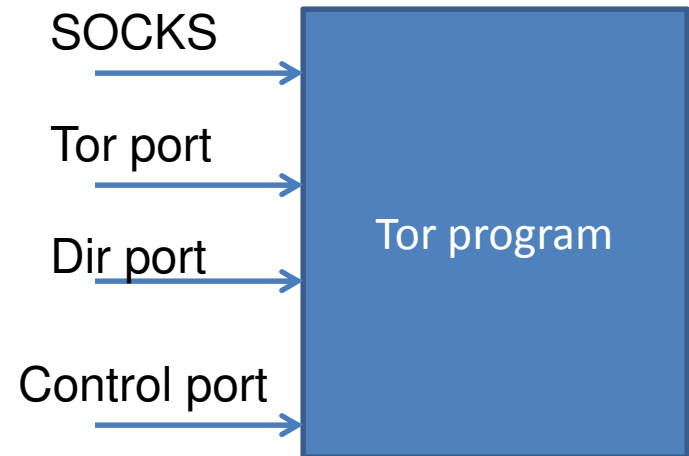 SOCKS
Tor port
Dir port
Tor program
Control port